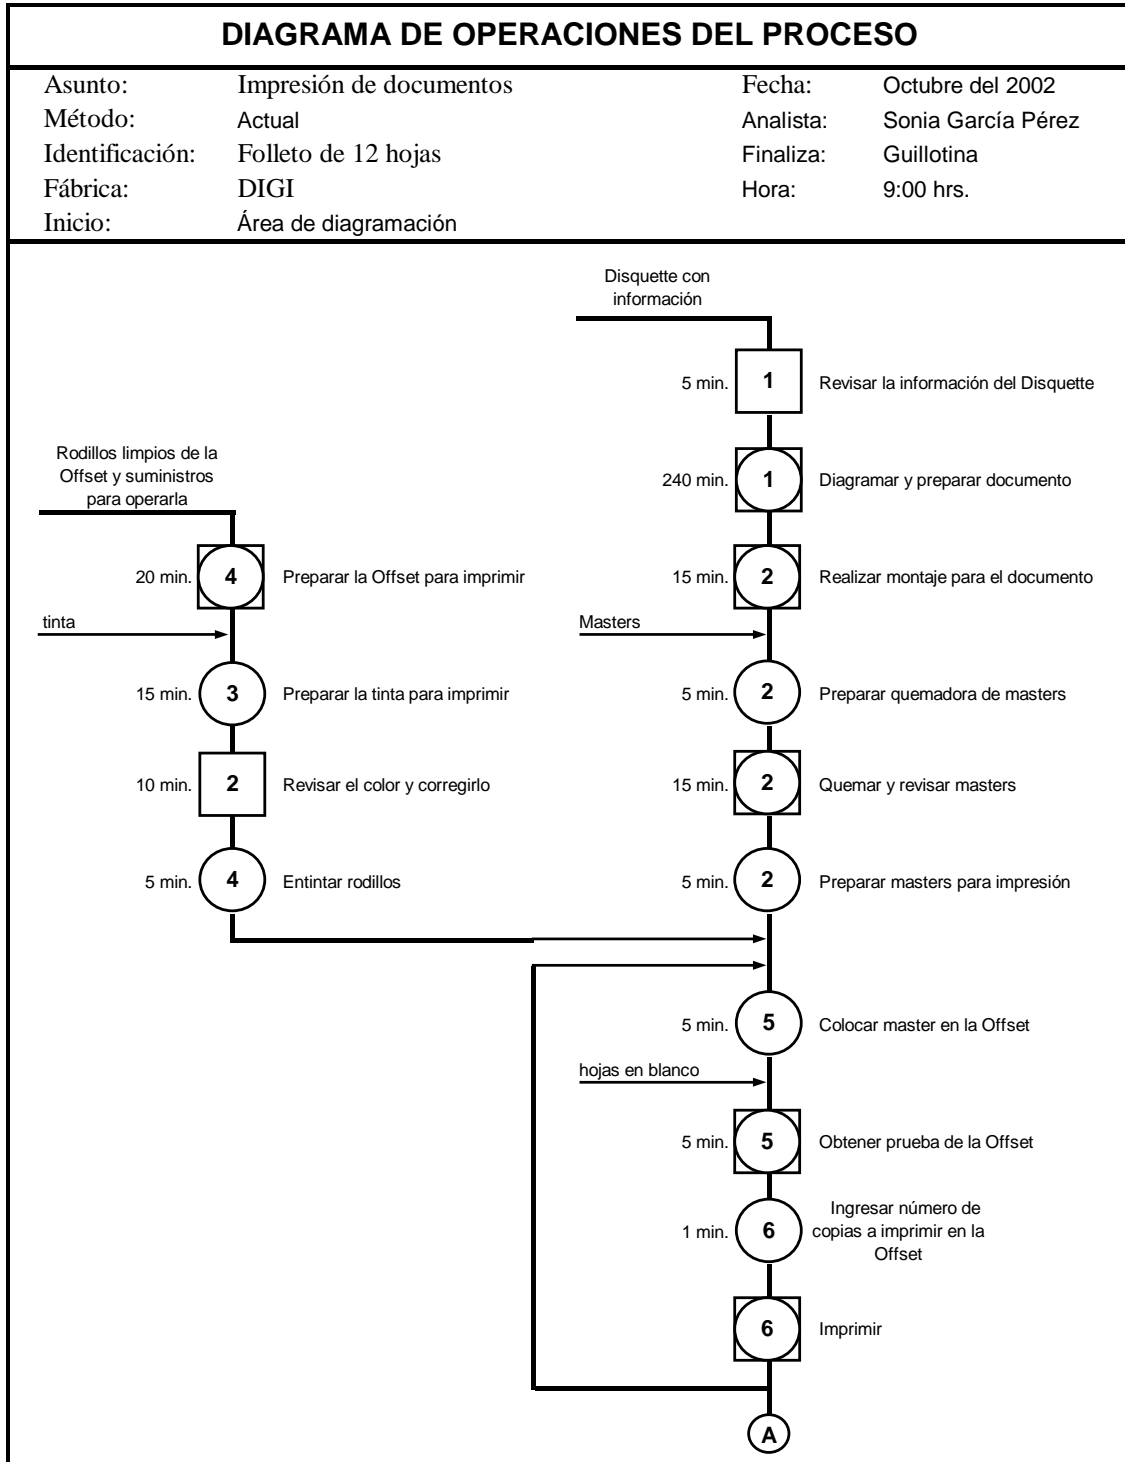 DIAGRAMA DE OPERACIONES DEL PROCESO
Asunto: Impresión de documentos Fecha: Octubre del 2002
Método: Actual Analista: Sonia García Pérez
Identificación: Folleto de 12 hojas Finaliza: Guillotina
Fábrica: DIGI Hora: 9:00 hrs.
Inicio: Área de diagramación
Disquette con
información
5 min. 1 Revisar la información del Disquette
Rodillos limpios de la
Offset y suministros
para operarla
240 min. 1 Diagramar y preparar documento
20 min. 4 Preparar la Offset para imprimir
15 min. 2 Realizar montaje para el documento
tinta
Masters
15 min. 3 Preparar la tinta para imprimir
5 min. 2 Preparar quemadora de masters
10 min. 2 Revisar el color y corregirlo
15 min. 2 Quemar y revisar masters
5 min. 4 Entintar rodillos
5 min. 2 Preparar masters para impresión
5 min. 5 Colocar master en la Offset
hojas en blanco
5 min. 5 Obtener prueba de la Offset
1 min. 6 Ingresar número de
copias a imprimir en la
Offset
6 Imprimir
A